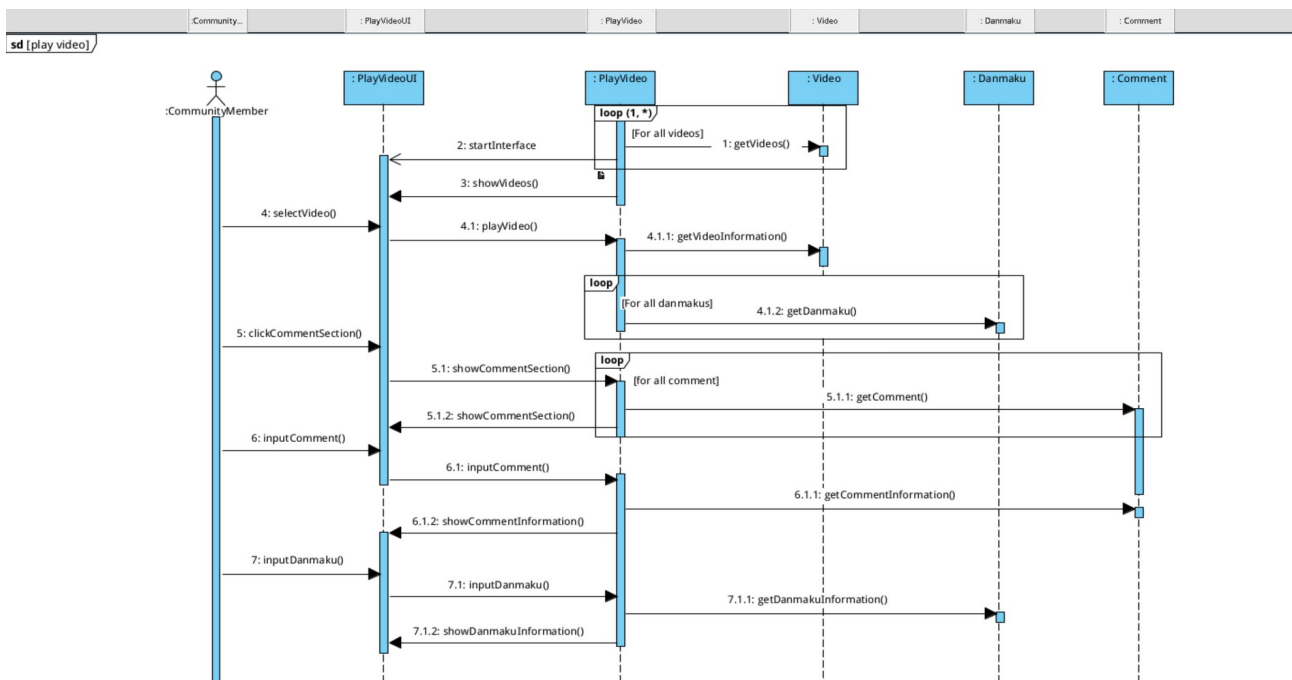 :Community...
: PlayVideoUI
: PlayVideo
: Video
: Danmaku
: Comment
sd [play video]
:CommunityMember
: PlayVideoUI
: PlayVideo
: Video
: Danmaku
: Comment
loop (1, *)
[For all videos]
1: getVideos()
2: startInterface
3: showVideos()
4: selectVideo()
4.1: playVideo()
4.1.1: getVideoInformation()
loop
[For all danmakus]
4.1.2: getDanmaku()
5: clickCommentSection()
loop
5.1: showCommentSection()
[for all comment]
5.1.1: getComment()
5.1.2: showCommentSection()
6: inputComment()
6.1: inputComment()
6.1.1: getCommentInformation()
6.1.2: showCommentInformation()
7: inputDanmaku()
7.1: inputDanmaku()
7.1.1: getDanmakuInformation()
7.1.2: showDanmakuInformation()